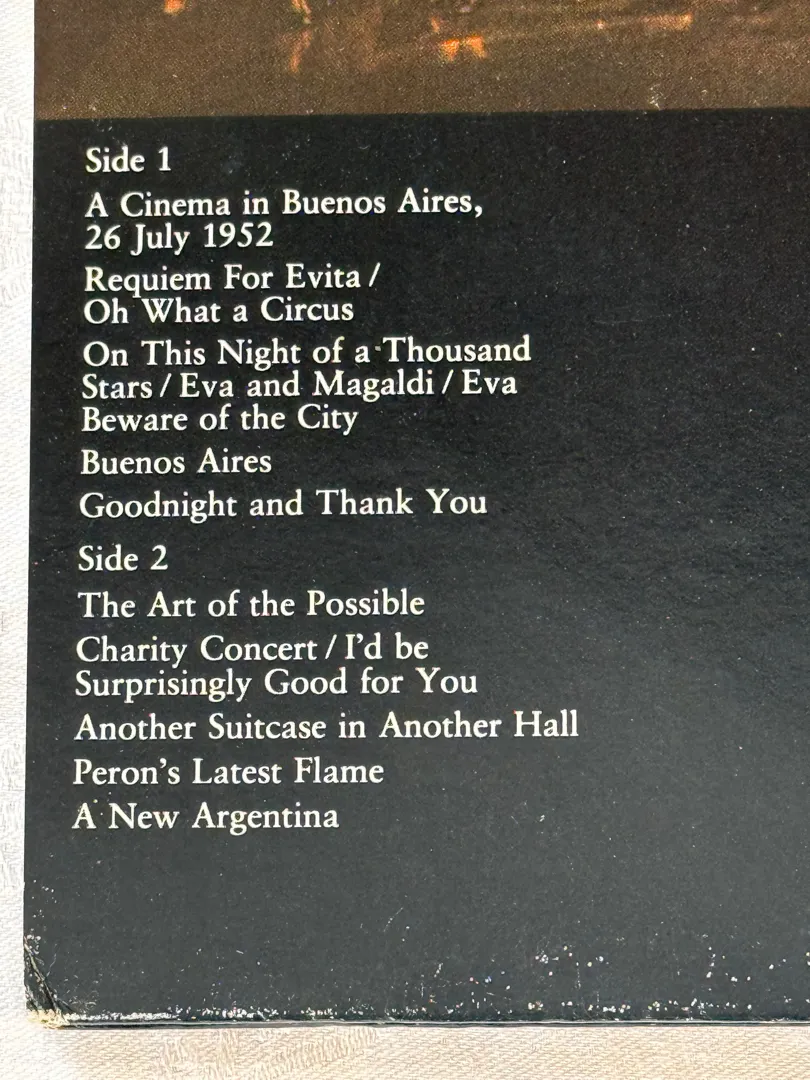 Side 1
A Cinema in Buenos Aires,
26 July 1952
Requiem For Evita /
Oh What a Circus
On This Night of a Thousand
Stars / Eva and Magaldi / Eva
Beware of the City
Buenos Aires
Goodnight and Thank You
Side 2
The Art of the Possible
Charity Concert / I'd be
Surprisingly Good for You
Another Suitcase in Another Hall
Peron's Latest Flame
A New Argentina